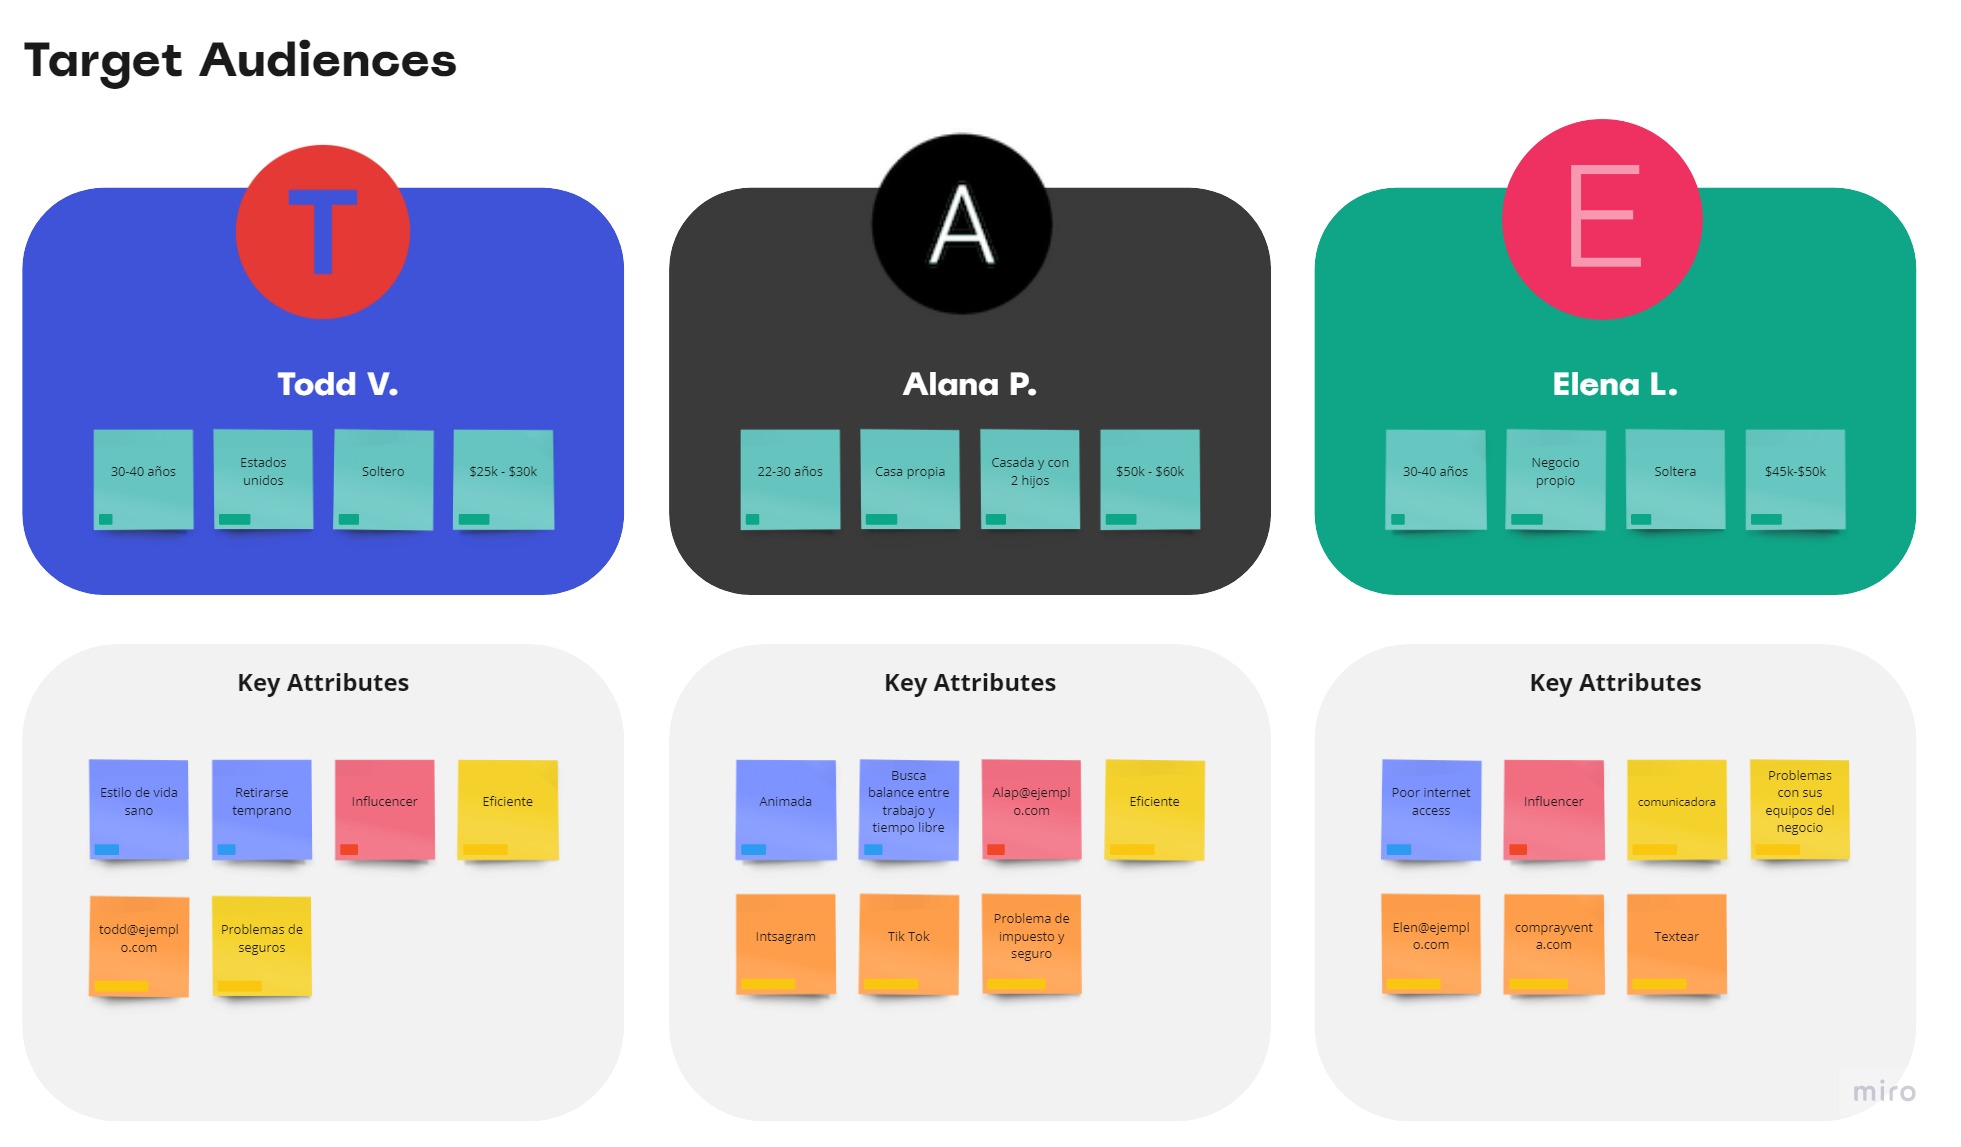 Target Audiences
T
A
E
Todd V.
Alana P.
Elena L.
30-40 años
Estados
unidos
Soltero
$25k - $30k
22-30 años
Casa propia
Casada y con
2 hijos
$50k - $60k
30-40 años
Negocio
propio
Soltera
$45k-$50k
Key Attributes
Estilo de vida
sano
Retirarse
temprano
Influcencer
Eficiente
todd@ejempl
o.com
Problemas de
seguros
Key Attributes
Animada
Busca
balance entre
trabajo y
tiempo libre
Alap@ejempl
o.com
Eficiente
Intsagram
Tik Tok
Problema de
impuesto y
seguro
Key Attributes
Poor internet
access
Influencer
comunicadora
Problemas
con sus
equipos del
negocio
Elen@ejempl
o.com
comprayvent
a.com
Textear
miro